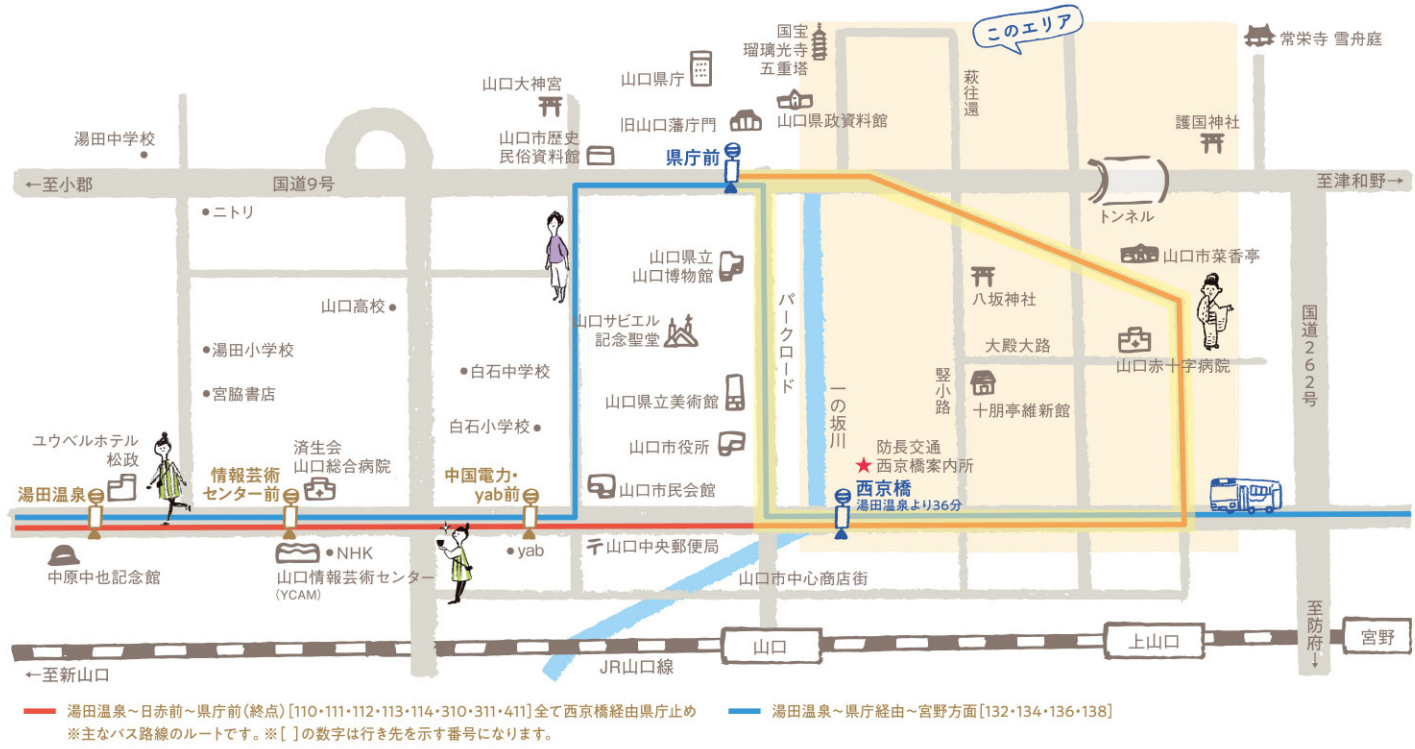 このエリア
国宝
瑠璃光寺
五重塔
常栄寺 雪舟庭
山口県庁
山口大神宮
萩往還
旧山口藩庁門
山口県政資料館
護国神社
湯田中学校
山口市歴史
民俗資料館
県庁前
←至小郡
国道9号
至津和野→
トンネル
ニトリ
山口県立
山口博物館
山口市菜香亭
八坂神社
パークロード
山口高校
国道262号
山口サビエル
記念聖堂
大殿大路
湯田小学校
山口赤十字病院
白石中学校
宮脇書店
竪小路
一の坂川
山口県立美術館
十朋亭維新館
白石小学校
ユウベルホテル
松政
済生会
山口総合病院
山口市役所
防長交通
★西京橋案内所
湯田温泉
情報芸術
センター前
中国電力・
yab前
山口市民会館
西京橋
湯田温泉より36分
中原中也記念館
NHK
山口情報芸術センター
(YCAM)
yab
〒山口中央郵便局
山口市中心商店街
至防府→
山口
上山口
宮野
←至新山口
JR山口線
湯田温泉〜日赤前〜県庁前(終点)[110・111・112・113・114・310・311・411]全て西京橋経由県庁止め
湯田温泉〜県庁経由〜宮野方面[132・134・136・138]
※主なバス路線のルートです。※[ ]の数字は行き先を示す番号になります。